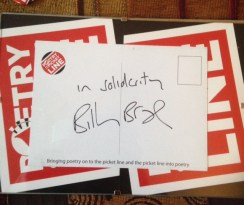 POETRY
LINE
LINE
in solidarity
Billy Bragg
Bringing poetry on to the picket line and the picket line into poetry